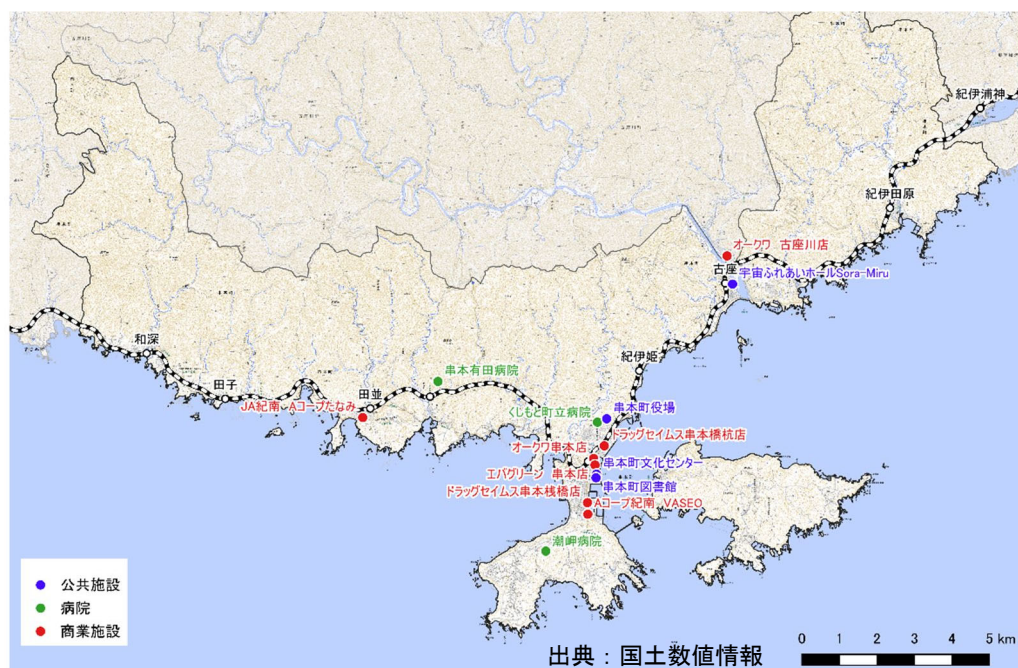 紀伊浦神
紀伊田原
オークワ 古座川店
古座
宇宙ふれあいホールSora-Miru
和深
紀伊姫
田子
串本有田病院
田並
JA紀南 Aコープたなみ
くしもと町立病院
串本町役場
ドラッグセイムス串本橋杭店
オークワ串本店
串本町文化センター
エバグリーン 串本店
串本町図書館
ドラッグセイムス串本桟橋店
Aコープ紀南 VASEO
潮岬病院
公共施設
病院
商業施設
0 1 2 3 4 5 km
出典：国土数値情報